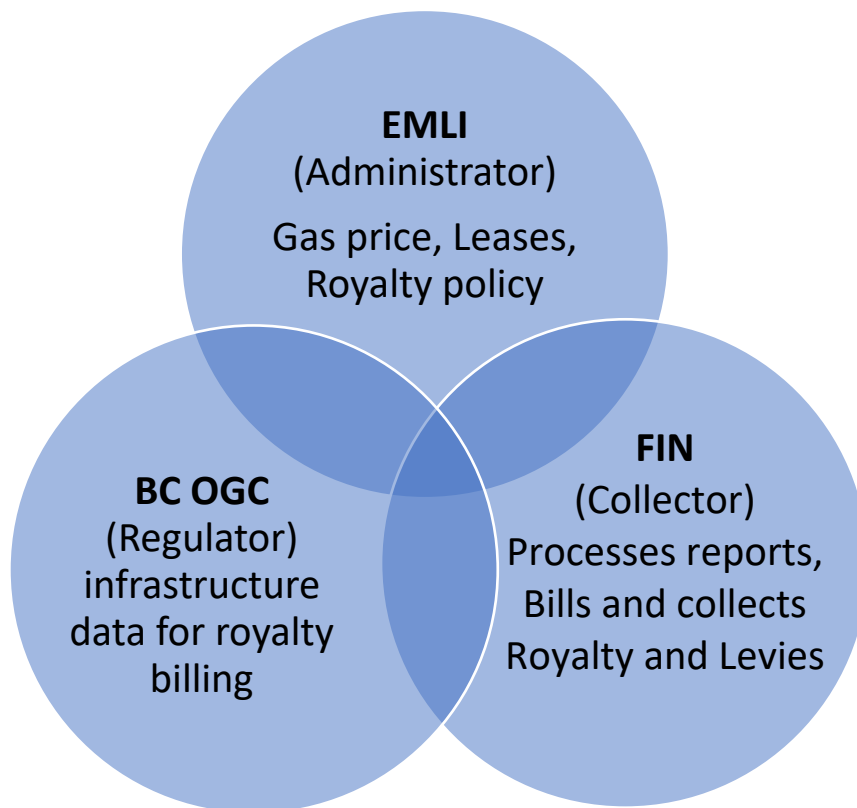 EMLI
(Administrator)
Gas price, Leases,
Royalty policy
BC OGC
(Regulator)
infrastructure
data for royalty
billing
FIN
(Collector)
Processes reports,
Bills and collects
Royalty and Levies